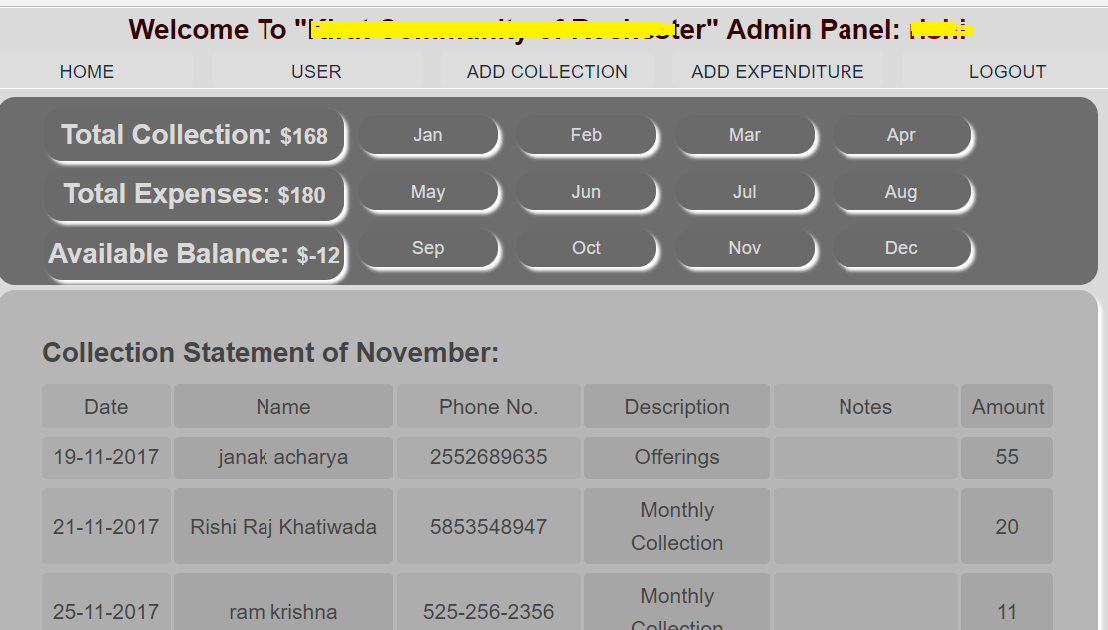 Welcome To " ster" Admin Panel:
HOME USER ADD COLLECTION ADD EXPENDITURE LOGOUT
Total Collection: $168 Jan Feb Mar Apr
Total Expenses: $180 May Jun Jul Aug
Available Balance: $-12 Sep Oct Nov Dec
Collection Statement of November:
Date Name Phone No. Description Notes Amount
19-11-2017 janak acharya 2552689635 Offerings 55
21-11-2017 Rishi Raj Khatiwada 5853548947 Monthly Collection 20
25-11-2017 ram krishna 525-256-2356 Monthly Collection 11